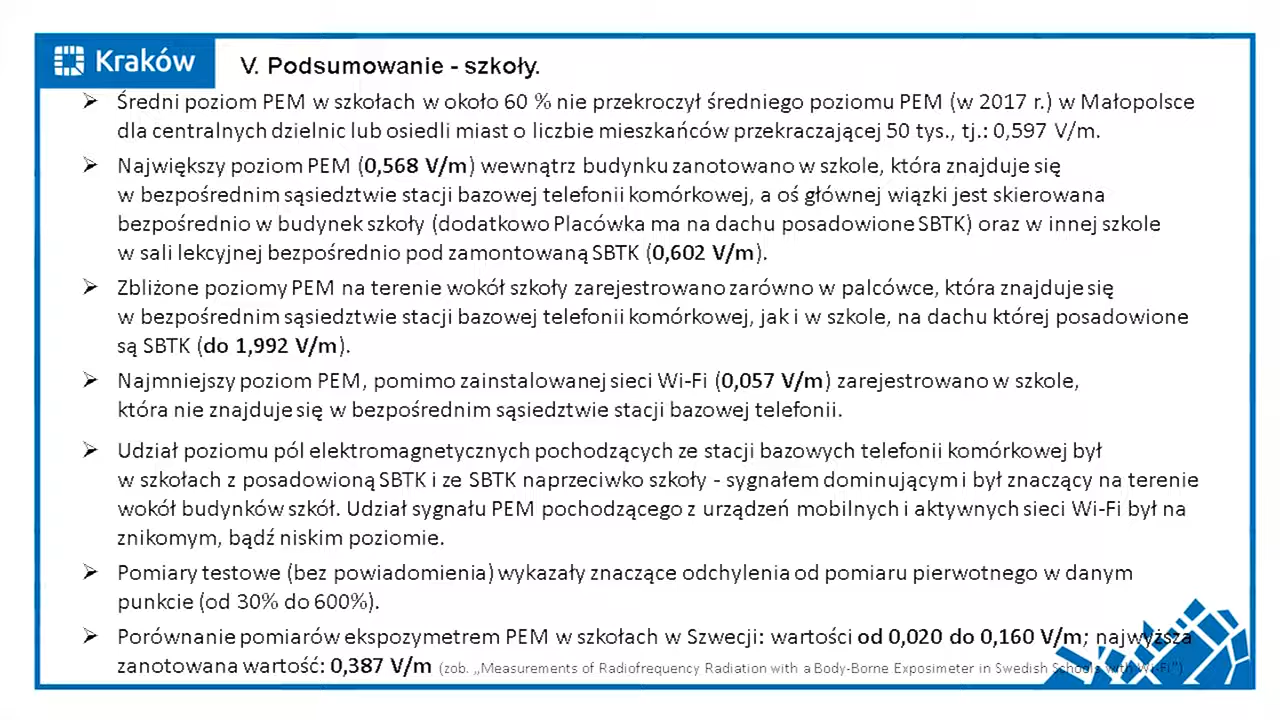 Kraków
V. Podsumowanie - szkoły.
➢ Średni poziom PEM w szkołach w około 60 % nie przekroczył średniego poziomu PEM (w 2017 r.) w Małopolsce
dla centralnych dzielnic lub osiedli miast o liczbie mieszkańców przekraczającej 50 tys., tj.: 0,597 V/m.
➢ Największy poziom PEM (0,568 V/m) wewnątrz budynku zanotowano w szkole, która znajduje się
w bezpośrednim sąsiedztwie stacji bazowej telefonii komórkowej, a oś głównej wiązki jest skierowana
bezpośrednio w budynek szkoły (dodatkowo Placówka ma na dachu posadowione SBTK) oraz w innej szkole
w sali lekcyjnej bezpośrednio pod zamontowaną SBTK (0,602 V/m).
➢ Zbliżone poziomy PEM na terenie wokół szkoły zarejestrowano zarówno w palcówce, która znajduje się
w bezpośrednim sąsiedztwie stacji bazowej telefonii komórkowej, jak i w szkole, na dachu której posadowione
są SBTK (do 1,992 V/m).
➢ Najmniejszy poziom PEM, pomimo zainstalowanej sieci Wi-Fi (0,057 V/m) zarejestrowano w szkole,
która nie znajduje się w bezpośrednim sąsiedztwie stacji bazowej telefonii.
➢ Udział poziomu pól elektromagnetycznych pochodzących ze stacji bazowych telefonii komórkowej był
w szkołach z posadowioną SBTK i ze SBTK naprzeciwko szkoły - sygnałem dominującym i był znaczący na terenie
wokół budynków szkół. Udział sygnału PEM pochodzącego z urządzeń mobilnych i aktywnych sieci Wi-Fi był na
znikomym, bądź niskim poziomie.
➢ Pomiary testowe (bez powiadomienia) wykazały znaczące odchylenia od pomiaru pierwotnego w danym
punkcie (od 30% do 600%).
➢ Porównanie pomiarów ekspozymetrem PEM w szkołach w Szwecji: wartości od 0,020 do 0,160 V/m; najwyższa
zanotowana wartość: 0,387 V/m (zob. „Measurements of Radiofrequency Radiation with a Body-Borne Exposimeter in Swedish Schools with Wi-Fi")